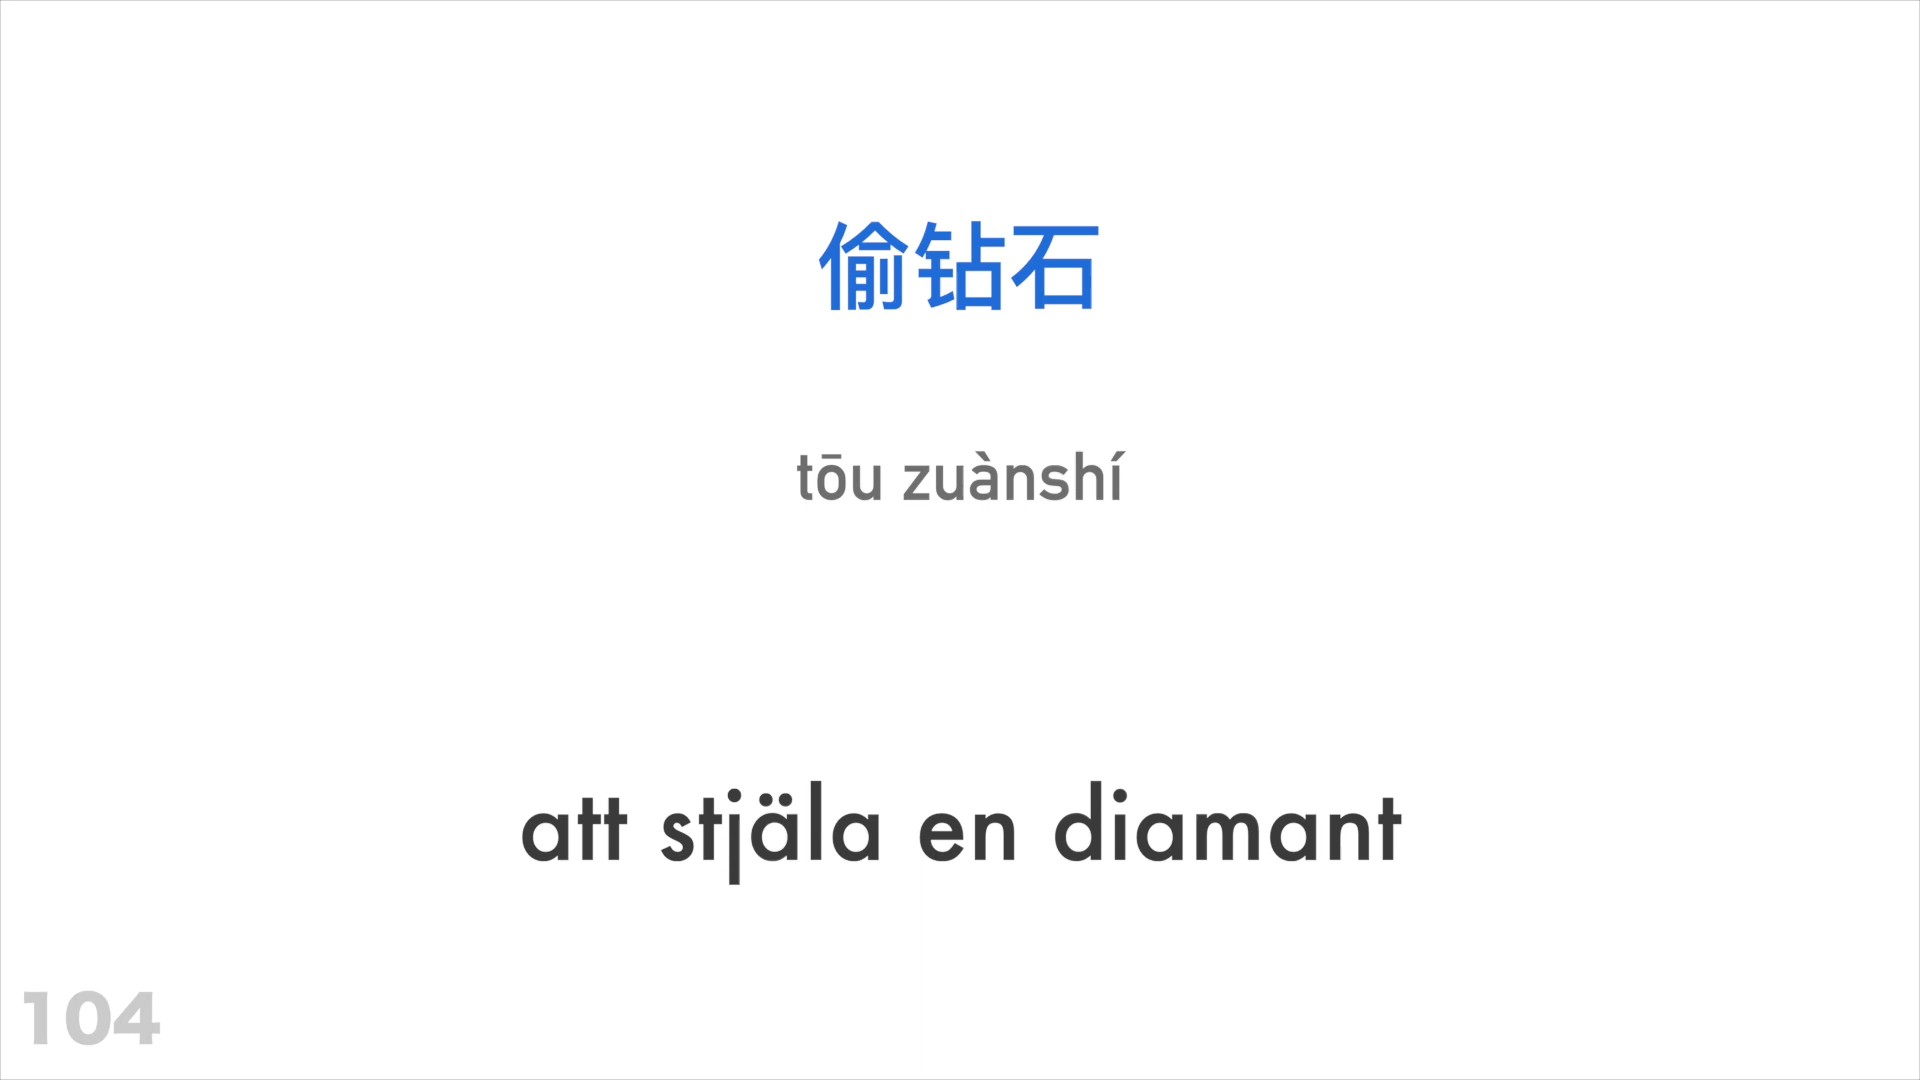 偷钻石
tōu zuànshí
att stjäla en diamant
104